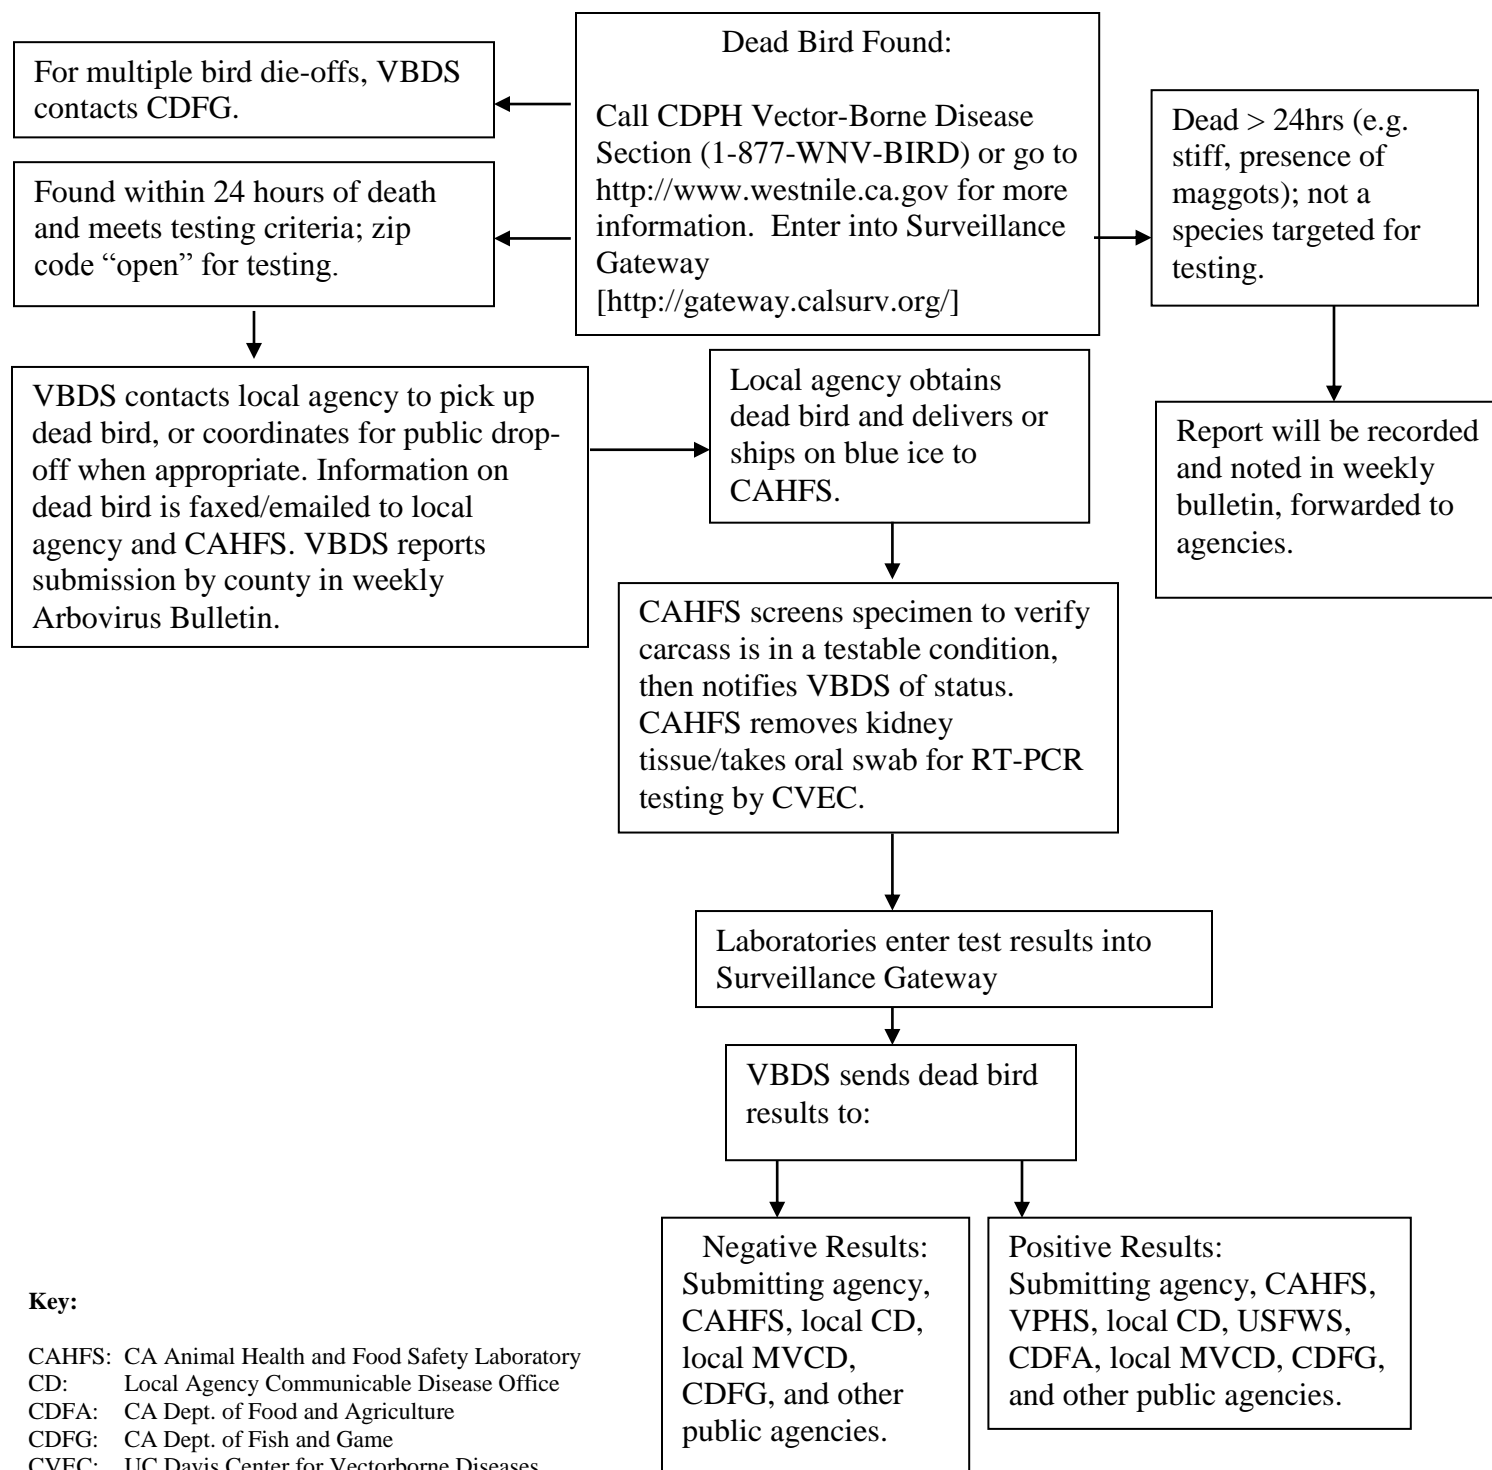 Dead Bird Found:
Call CDPH Vector-Borne Disease
Section (1-877-WNV-BIRD) or go to
http://www.westnile.ca.gov for more
information.  Enter into Surveillance
Gateway
[http://gateway.calsurv.org/]
For multiple bird die-offs, VBDS
contacts CDFG.
Found within 24 hours of death
and meets testing criteria; zip
code “open” for testing.
Dead > 24hrs (e.g.
stiff, presence of
maggots); not a
species targeted for
testing.
VBDS contacts local agency to pick up
dead bird, or coordinates for public drop-
off when appropriate. Information on
dead bird is faxed/emailed to local
agency and CAHFS. VBDS reports
submission by county in weekly
Arbovirus Bulletin.
Local agency obtains
dead bird and delivers or
ships on blue ice to
CAHFS.
Report will be recorded
and noted in weekly
bulletin, forwarded to
agencies.
CAHFS screens specimen to verify
carcass is in a testable condition,
then notifies VBDS of status.
CAHFS removes kidney
tissue/takes oral swab for RT-PCR
testing by CVEC.
Laboratories enter test results into
Surveillance Gateway
VBDS sends dead bird
results to:
Negative Results:
Submitting agency,
CAHFS, local CD,
local MVCD,
CDFG, and other
public agencies.
Positive Results:
Submitting agency, CAHFS,
VPHS, local CD, USFWS,
CDFA, local MVCD, CDFG,
and other public agencies.
Key:
CAHFS: CA Animal Health and Food Safety Laboratory
CD: Local Agency Communicable Disease Office
CDFA: CA Dept. of Food and Agriculture
CDFG: CA Dept. of Fish and Game
CVEC: UC Davis Center for Vectorborne Diseases